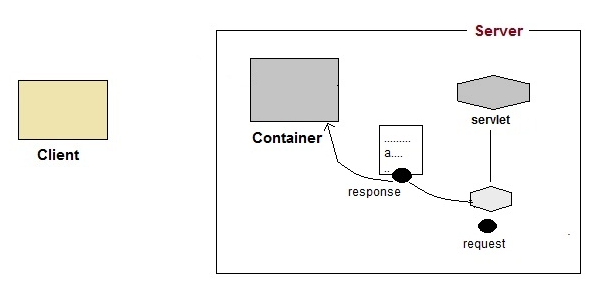 Server
Client
Container
servlet
.........
a....
..
response
request